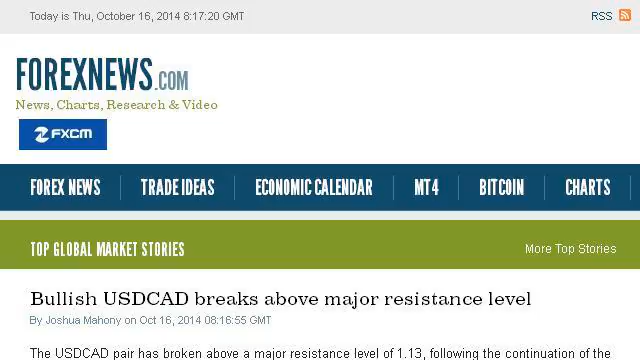 Today is Thu, October 16, 2014 8:17:20 GMT
RSS
FOREXNEWS.COM
News, Charts, Research & Video
FXCM
FOREX NEWS TRADE IDEAS ECONOMIC CALENDAR MT4 BITCOIN CHARTS
TOP GLOBAL MARKET STORIES
More Top Stories
Bullish USDCAD breaks above major resistance level
By Joshua Mahony on Oct 16, 2014 08:16:55 GMT
The USDCAD pair has broken above a major resistance level of 1.13, following the continuation of the